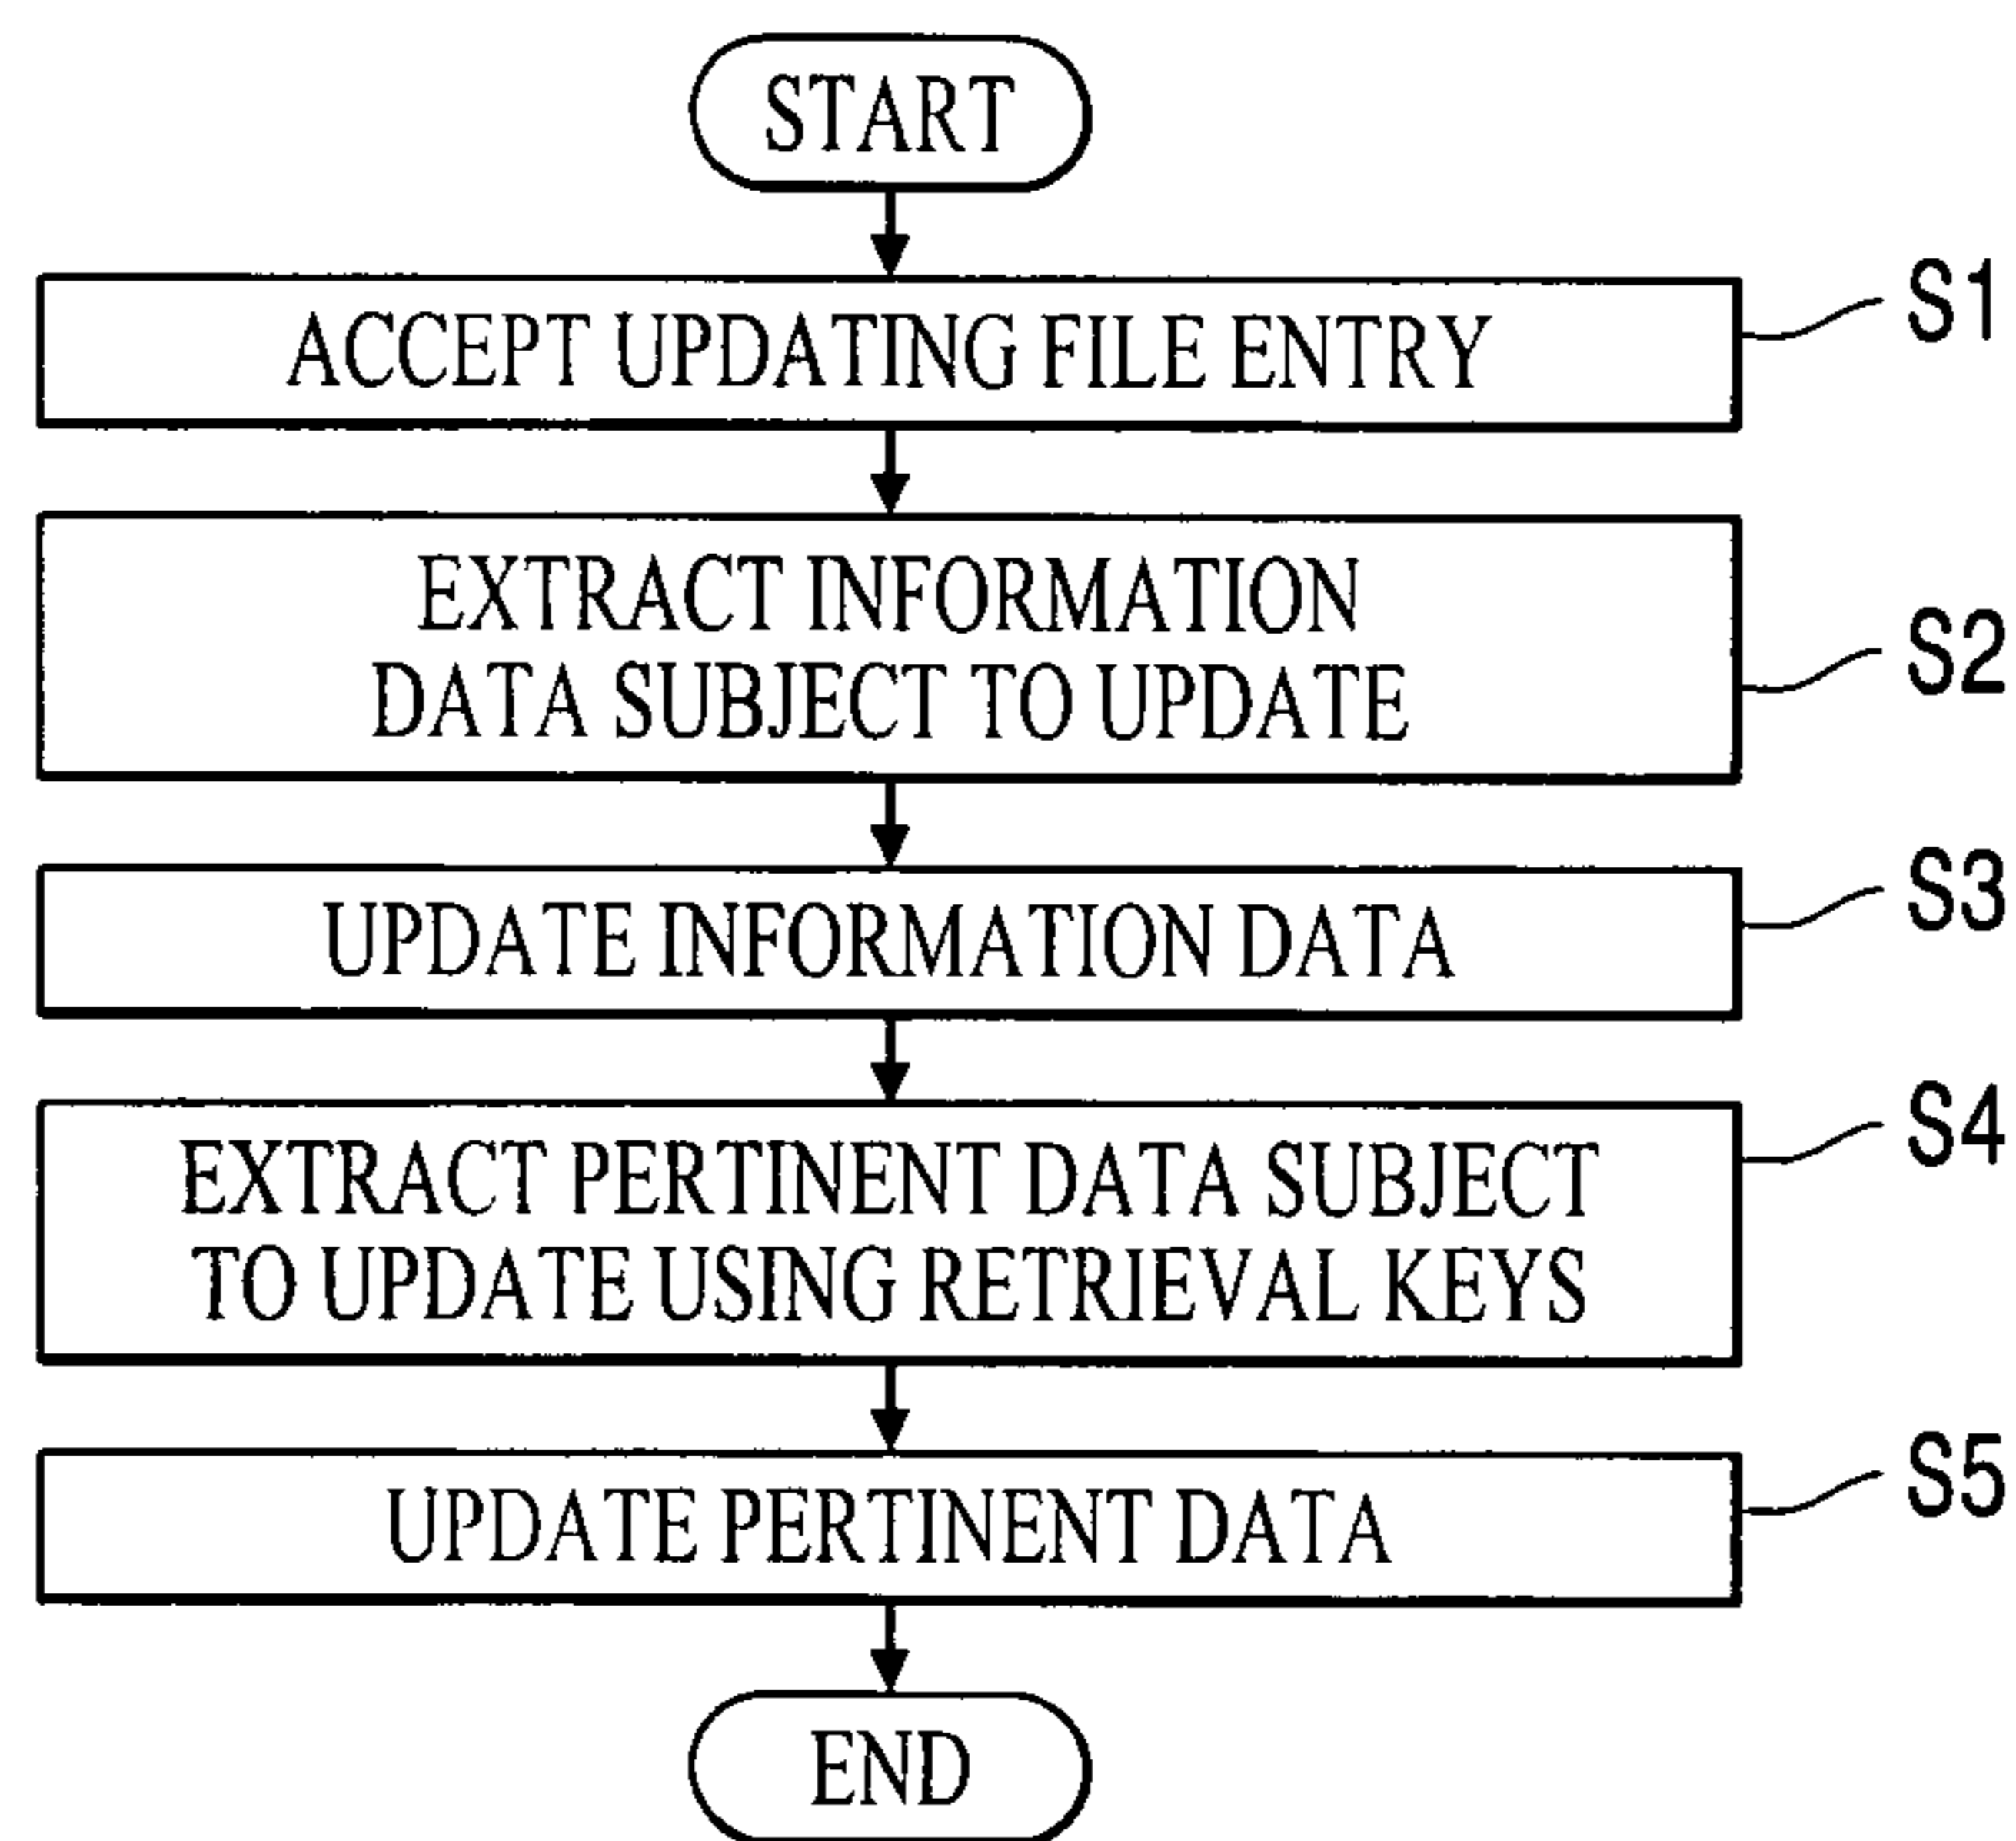 START
ACCEPT UPDATING FILE ENTRY
S1
EXTRACT INFORMATION
DATA SUBJECT TO UPDATE
S2
UPDATE INFORMATION DATA
S3
EXTRACT PERTINENT DATA SUBJECT
TO UPDATE USING RETRIEVAL KEYS
S4
UPDATE PERTINENT DATA
S5
END